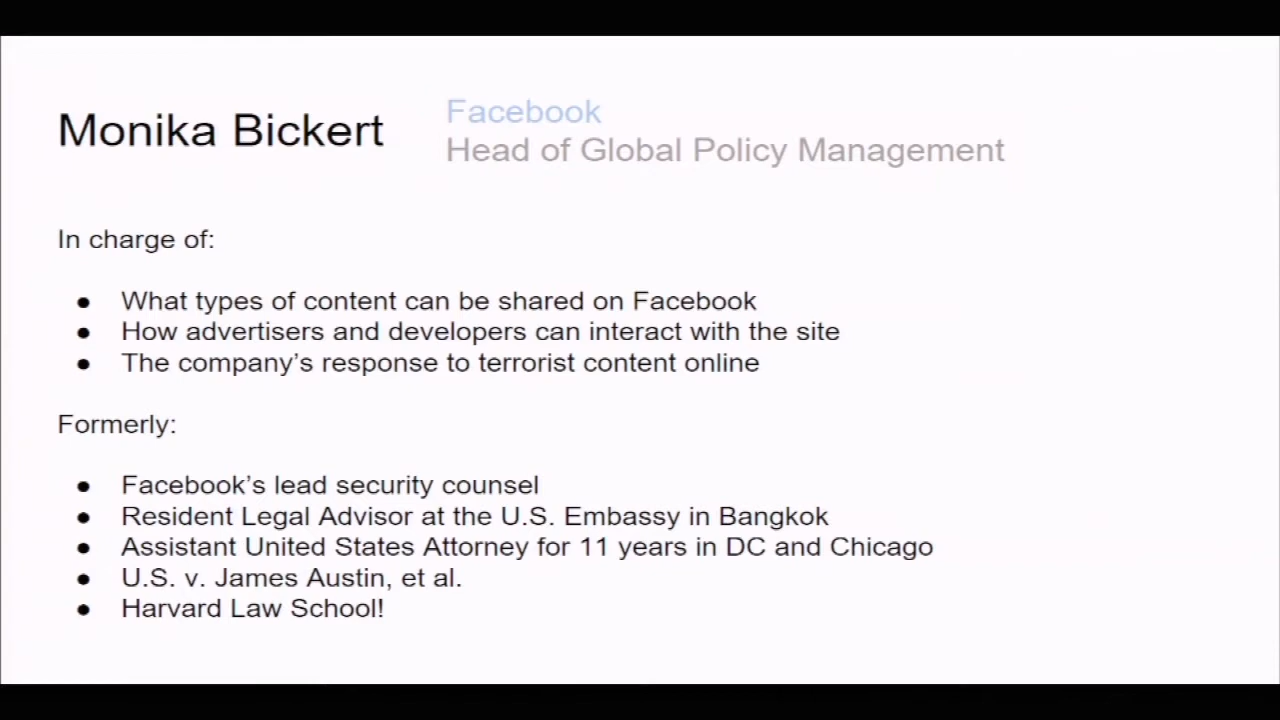 Monika Bickert
Facebook
Head of Global Policy Management
In charge of:
● What types of content can be shared on Facebook
● How advertisers and developers can interact with the site
● The company’s response to terrorist content online
Formerly:
● Facebook’s lead security counsel
● Resident Legal Advisor at the U.S. Embassy in Bangkok
● Assistant United States Attorney for 11 years in DC and Chicago
● U.S. v. James Austin, et al.
● Harvard Law School!